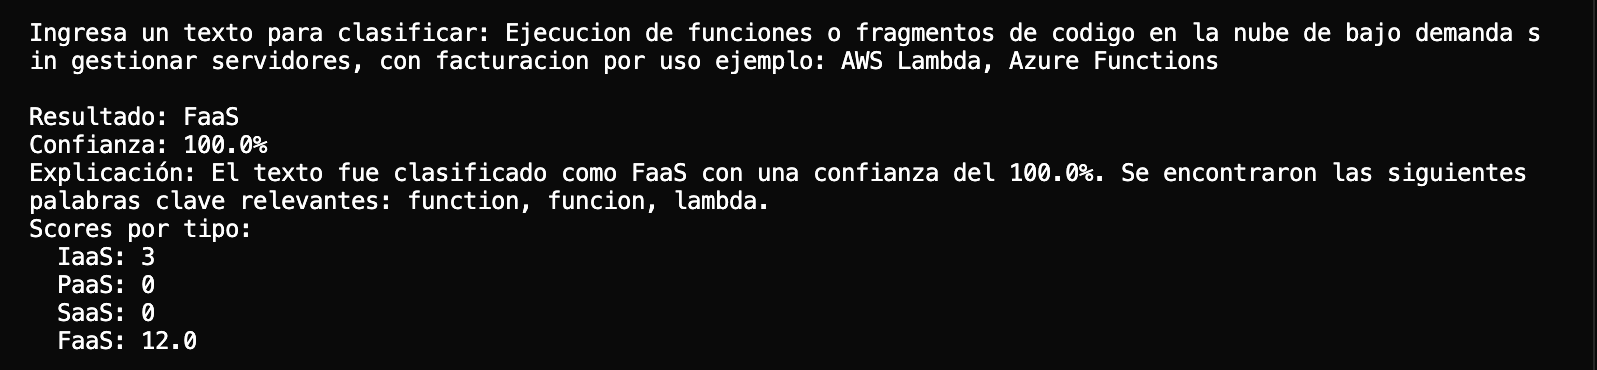 Ingresa un texto para clasificar: Ejecucion de funciones o fragmentos de codigo en la nube de bajo demanda s
in gestionar servidores, con facturacion por uso ejemplo: AWS Lambda, Azure Functions
Resultado: FaaS
Confianza: 100.0%
Explicación: El texto fue clasificado como FaaS con una confianza del 100.0%. Se encontraron las siguientes
palabras clave relevantes: function, funcion, lambda.
Scores por tipo:
IaaS: 3
PaaS: 0
SaaS: 0
FaaS: 12.0